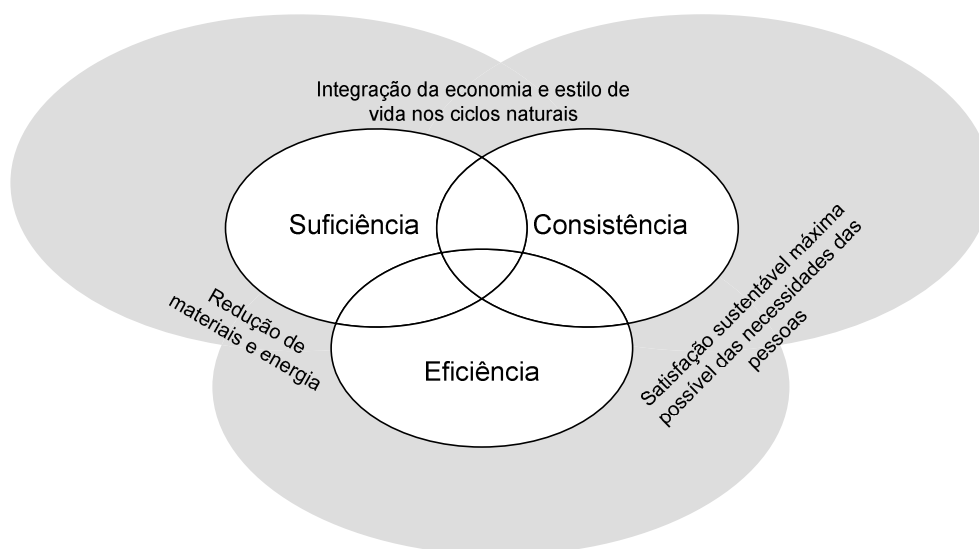 Integração da economia e estilo de
vida nos ciclos naturais
Suficiência
Consistência
Redução de
materiais e energia
Satisfação sustentável máxima
possível das necessidades das
pessoas
Eficiência